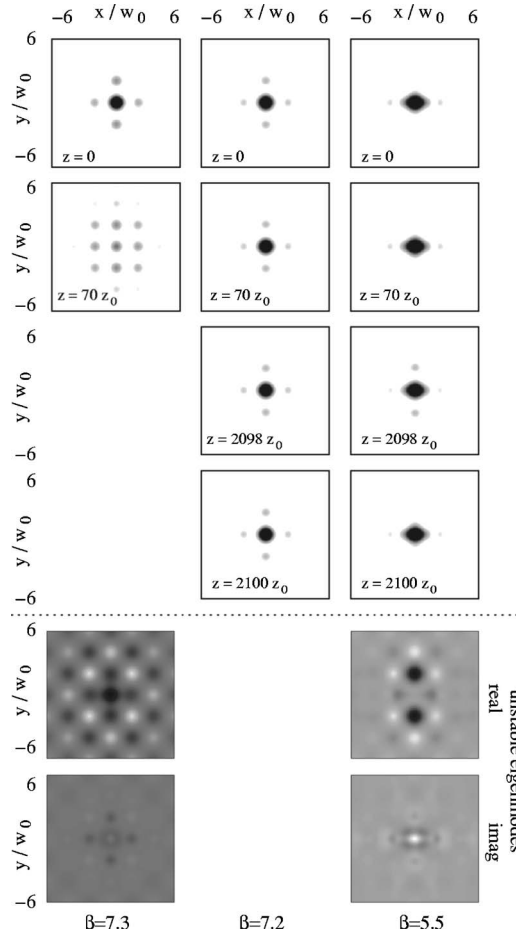 −6 x / w0 6 −6 x / w0 6 −6 x / w0 6
6
y / w0
−6
z = 0
z = 0
z = 0
6
y / w0
−6
z = 70 z0
z = 70 z0
z = 70 z0
6
y / w0
−6
z = 2098 z0
z = 2098 z0
6
y / w0
−6
z = 2100 z0
z = 2100 z0
6
y / w0
−6
real
6
y / w0
−6
imag
unstable eigenmodes
β=7.3 β=7.2 β=5.5